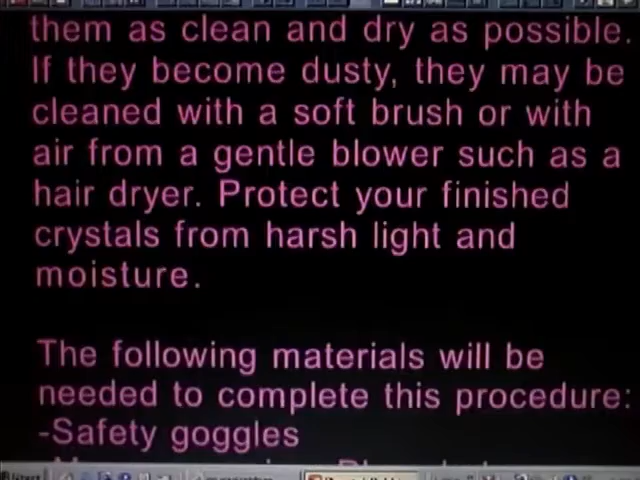 them as clean and dry as possible.
If they become dusty, they may be
cleaned with a soft brush or with
air from a gentle blower such as a
hair dryer. Protect your finished
crystals from harsh light and
moisture.
The following materials will be
needed to complete this procedure:
-Safety goggles